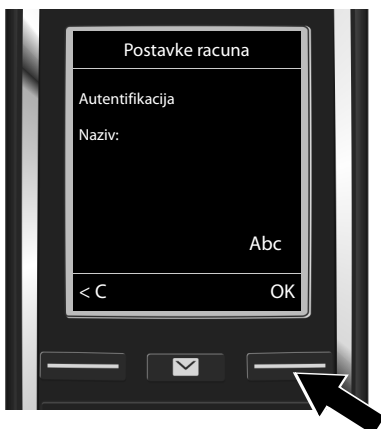 Postavke racuna
Autentifikacija
Naziv:
Abc
< C
OK